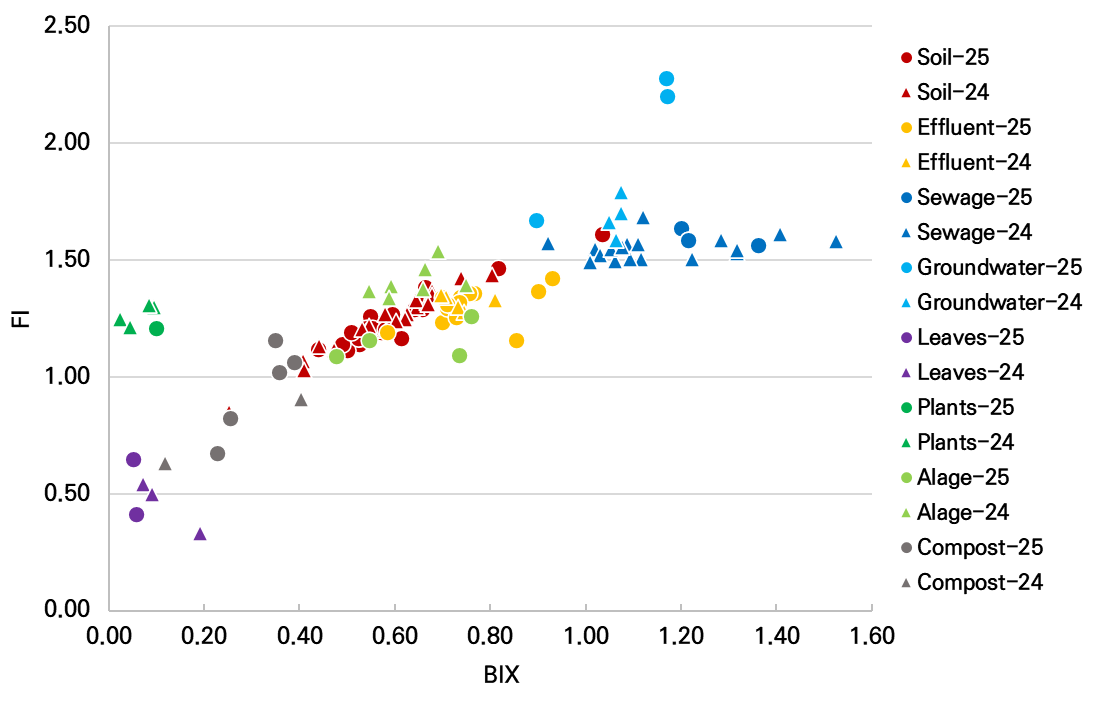 2.50
2.00
1.50
1.00
0.50
0.00
FI
0.00 0.20 0.40 0.60 0.80 1.00 1.20 1.40 1.60
BIX
Soil-25
Soil-24
Effluent-25
Effluent-24
Sewage-25
Sewage-24
Groundwater-25
Groundwater-24
Leaves-25
Leaves-24
Plants-25
Plants-24
Alage-25
Alage-24
Compost-25
Compost-24